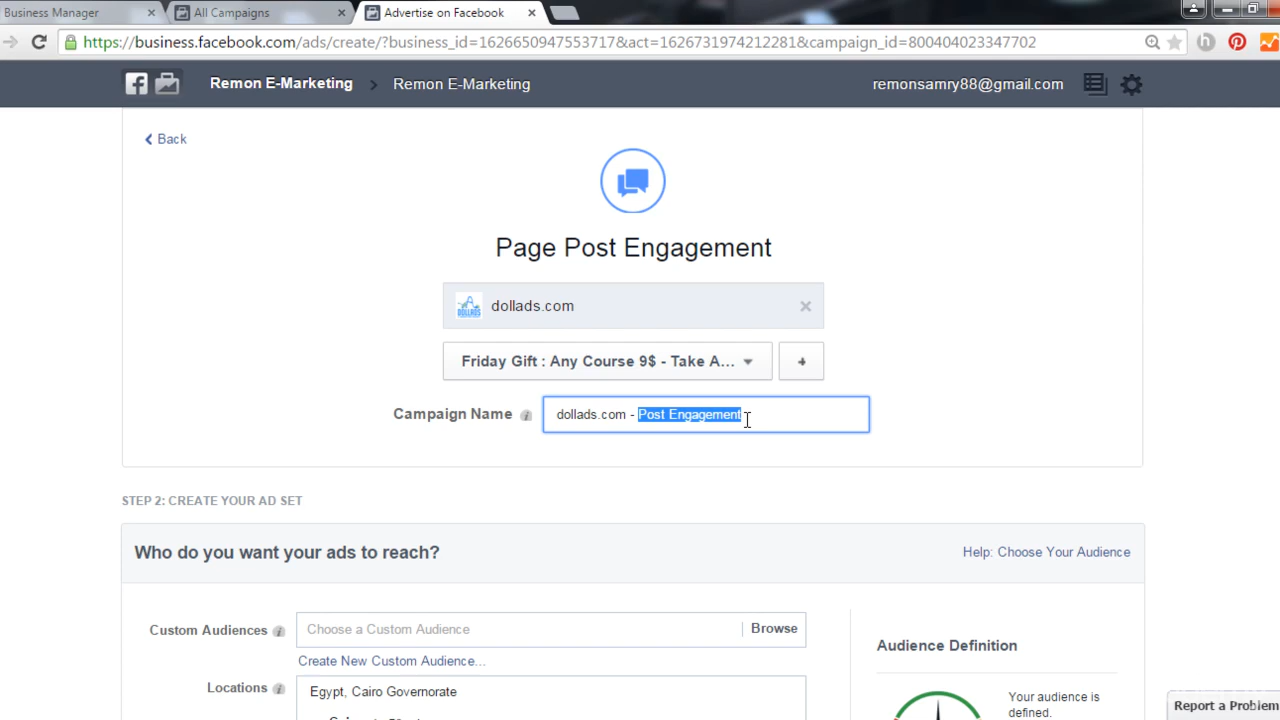 Business Manager
All Campaigns
Advertise on Facebook
https://business.facebook.com/ads/create/?business_id=1626650947553717&act=1626731974212281&campaign_id=800404023347702
Remon E-Marketing
Remon E-Marketing
remonsamry88@gmail.com
Back
Page Post Engagement
DOLLADS
dollads.com
Friday Gift : Any Course 9$ - Take A...
+
Campaign Name
dollads.com - Post Engagement
STEP 2: CREATE YOUR AD SET
Who do you want your ads to reach?
Help: Choose Your Audience
Custom Audiences
Choose a Custom Audience
Browse
Create New Custom Audience...
Locations
Egypt, Cairo Governorate
Audience Definition
Your audience is
defined.
Report a Problem